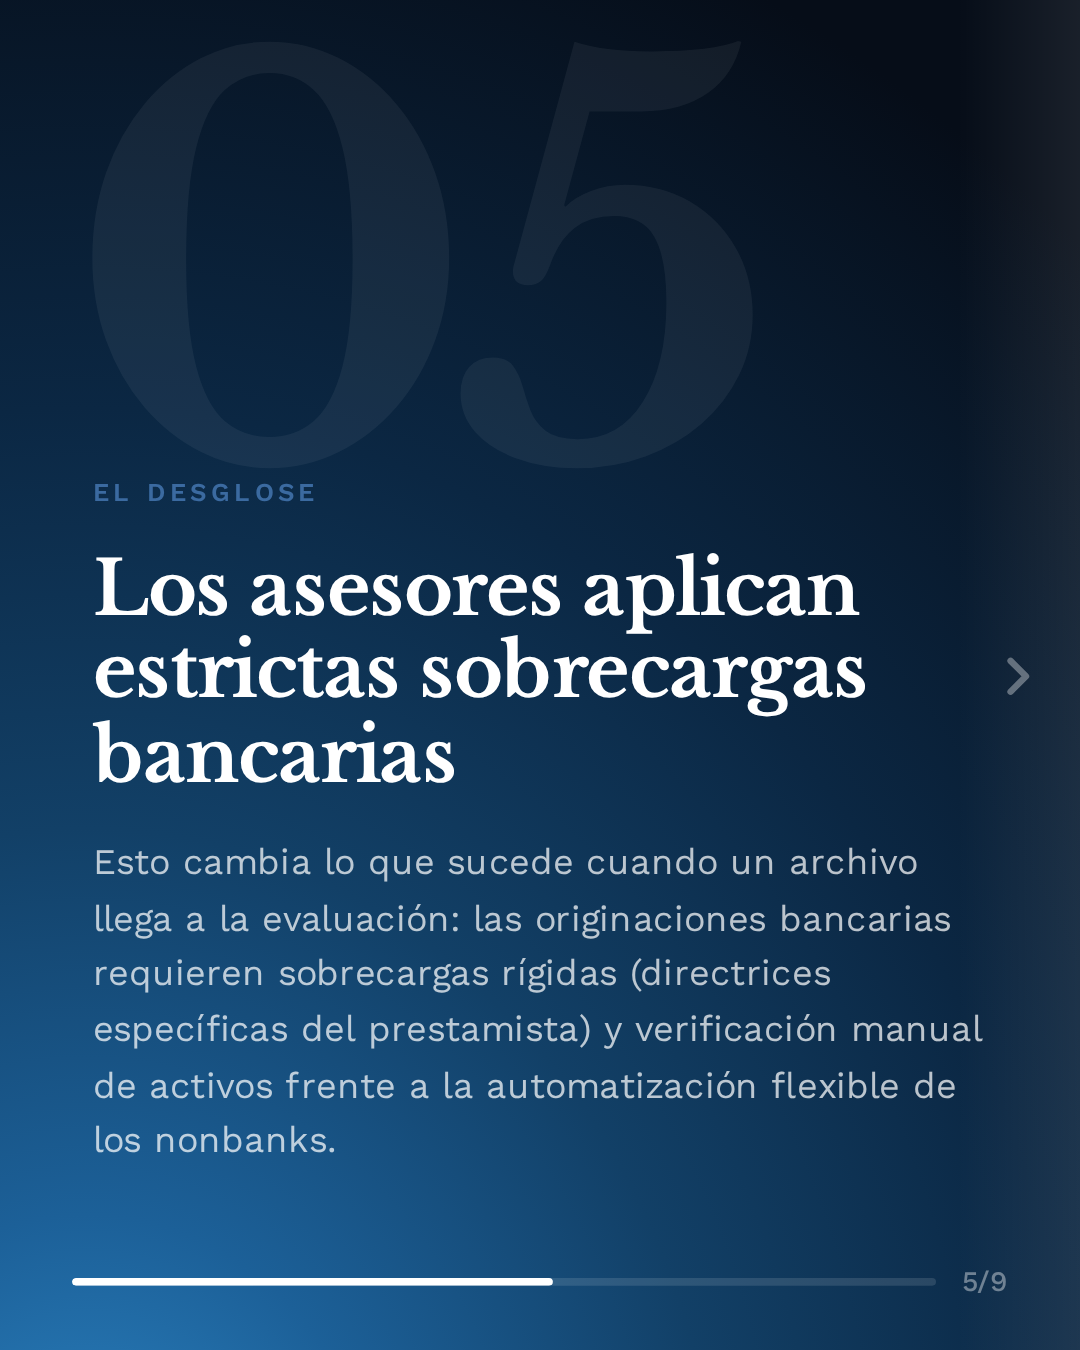 05
EL DESGLOSE
Los asesores aplican
estrictas sobrecargas
bancarias
Esto cambia lo que sucede cuando un archivo
llega a la evaluación: las originaciones bancarias
requieren sobrecargas rígidas (directrices
específicas del prestamista) y verificación manual
de activos frente a la automatización flexible de
los nonbanks.
5/9